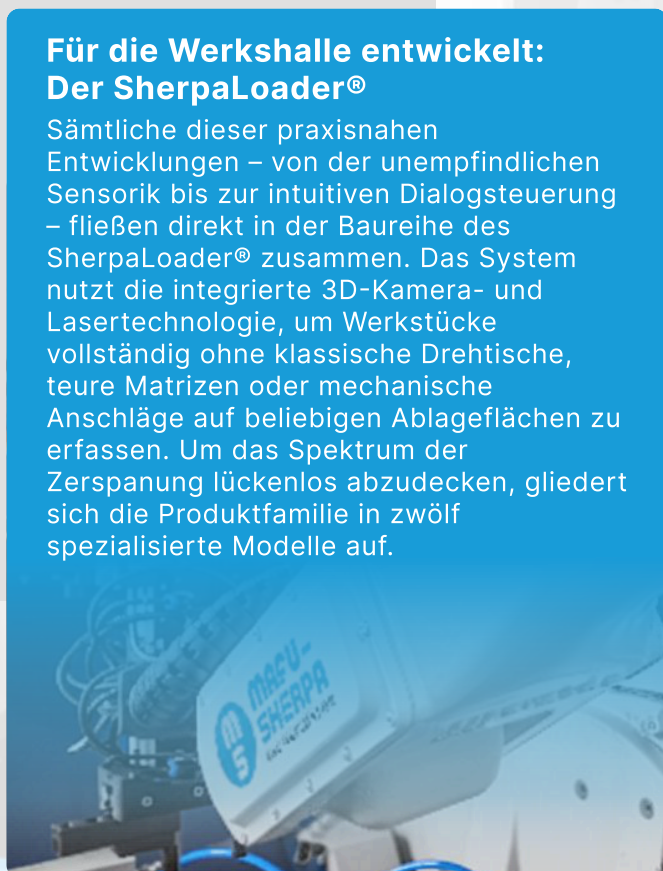 Für die Werkshalle entwickelt:
Der SherpaLoader®
Sämtliche dieser praxisnahen
Entwicklungen – von der unempfindlichen
Sensorik bis zur intuitiven Dialogsteuerung
– fließen direkt in der Baureihe des
SherpaLoader® zusammen. Das System
nutzt die integrierte 3D-Kamera- und
Lasertechnologie, um Werkstücke
vollständig ohne klassische Drehtische,
teure Matrizen oder mechanische
Anschläge auf beliebigen Ablageflächen zu
erfassen. Um das Spektrum der
Zerspanung lückenlos abzudecken, gliedert
sich die Produktfamilie in zwölf
spezialisierte Modelle auf.
MAFU-
SHERPA